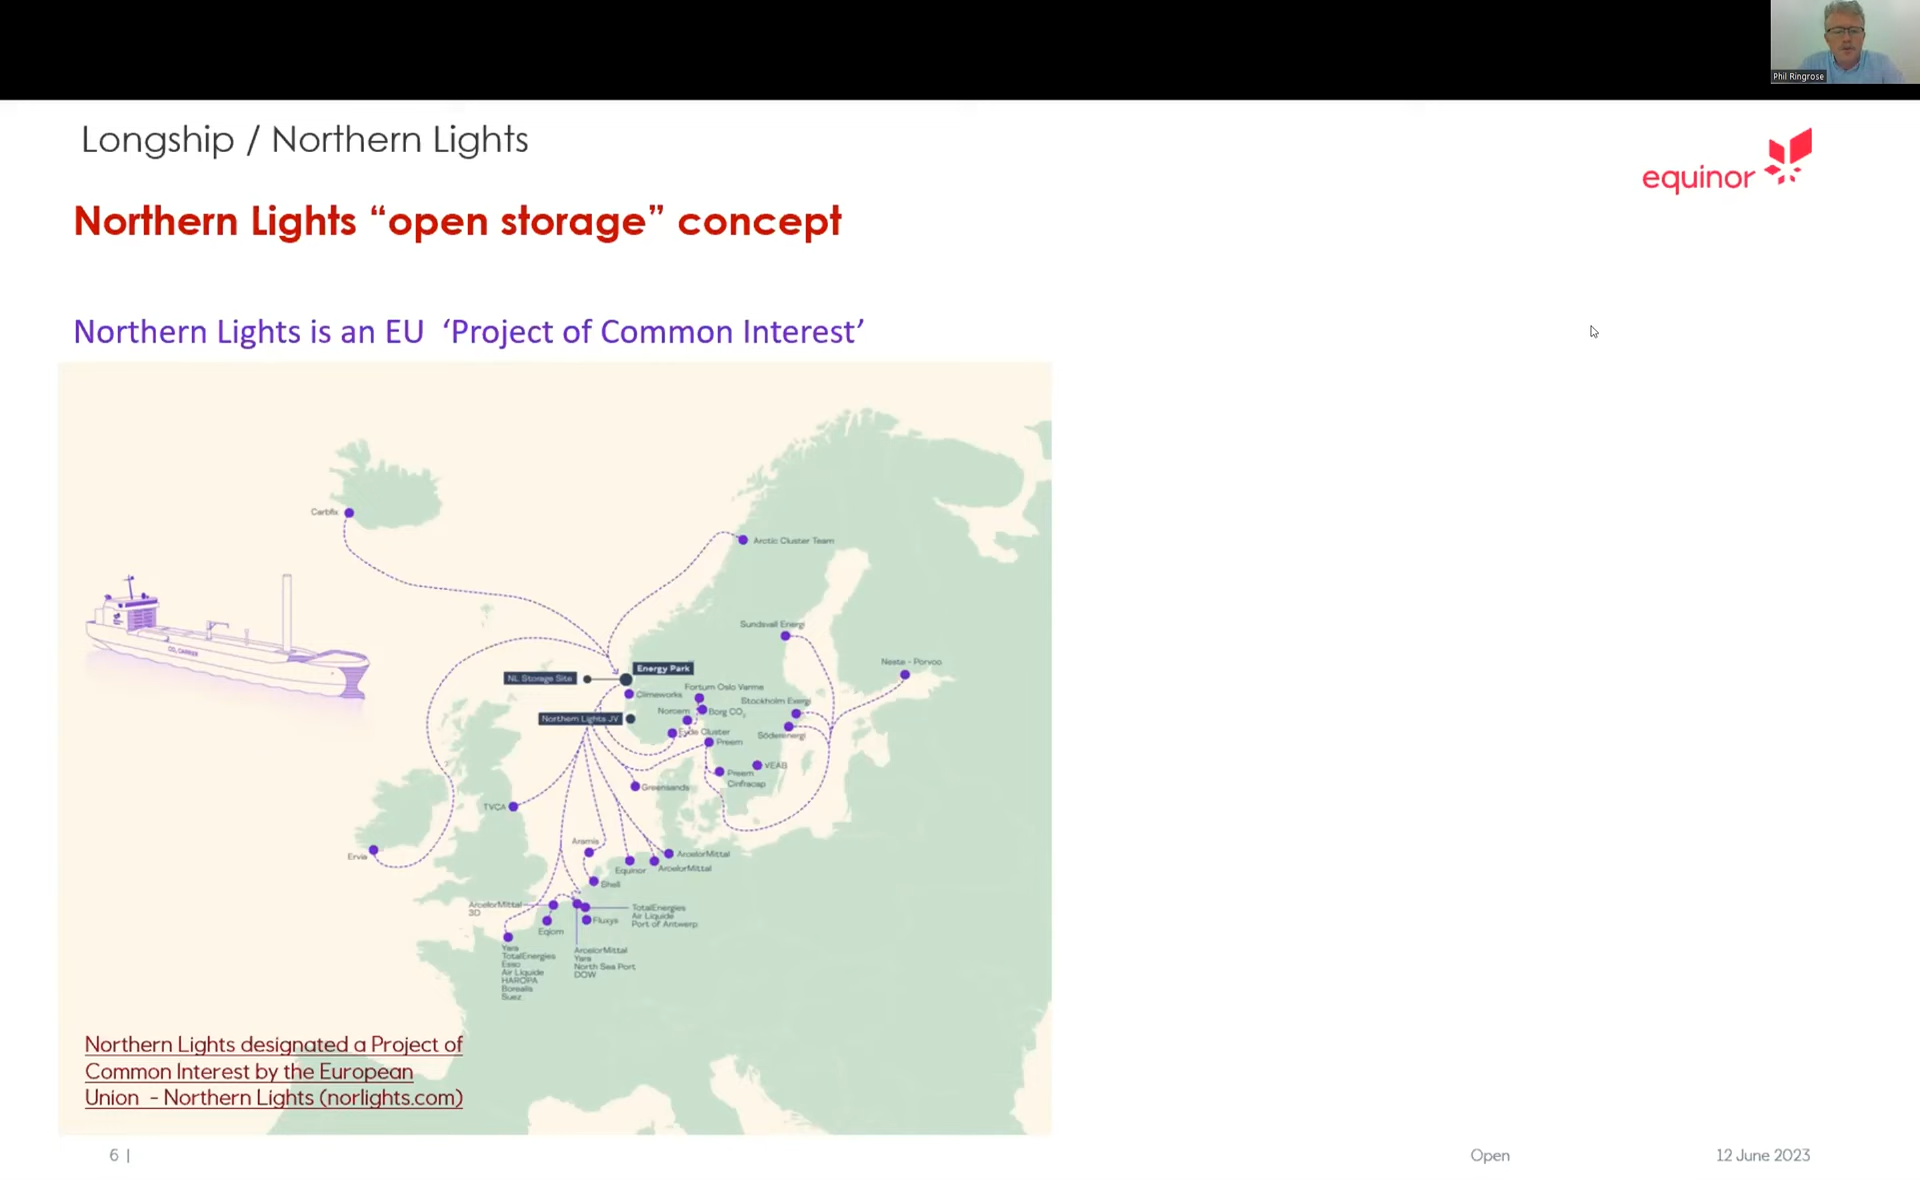 Phil Ringrose
Longship / Northern Lights
equinor
Northern Lights “open storage” concept
Northern Lights is an EU ‘Project of Common Interest’
Carbfix
Arctic Cluster Team
Sundsvall Energi
Neste - Porvoo
Energy Park
NL Storage Site
Climeworks
Fortum Oslo Varme
Stockholm Exergi
Norcem
Borg CO2
Northern Lights JV
Eyde Cluster
Söderenergi
Preem
VEAB
Preem
Cinfracap
Greensands
TVCA
CO2 CARRIER
Aramis
ArcelorMittal
Ervia
Equinor
ArcelorMittal
Shell
ArcelorMittal
3D
TotalEnergies
Air Liquide
Port of Antwerp
Fluxys
Eqiom
Yara
TotalEnergies
Esso
Air Liquide
HAROPA
Borealis
Suez
ArcelorMittal
Yara
North Sea Port
DOW
Northern Lights designated a Project of
Common Interest by the European
Union - Northern Lights (norlights.com)
6 |
Open
12 June 2023